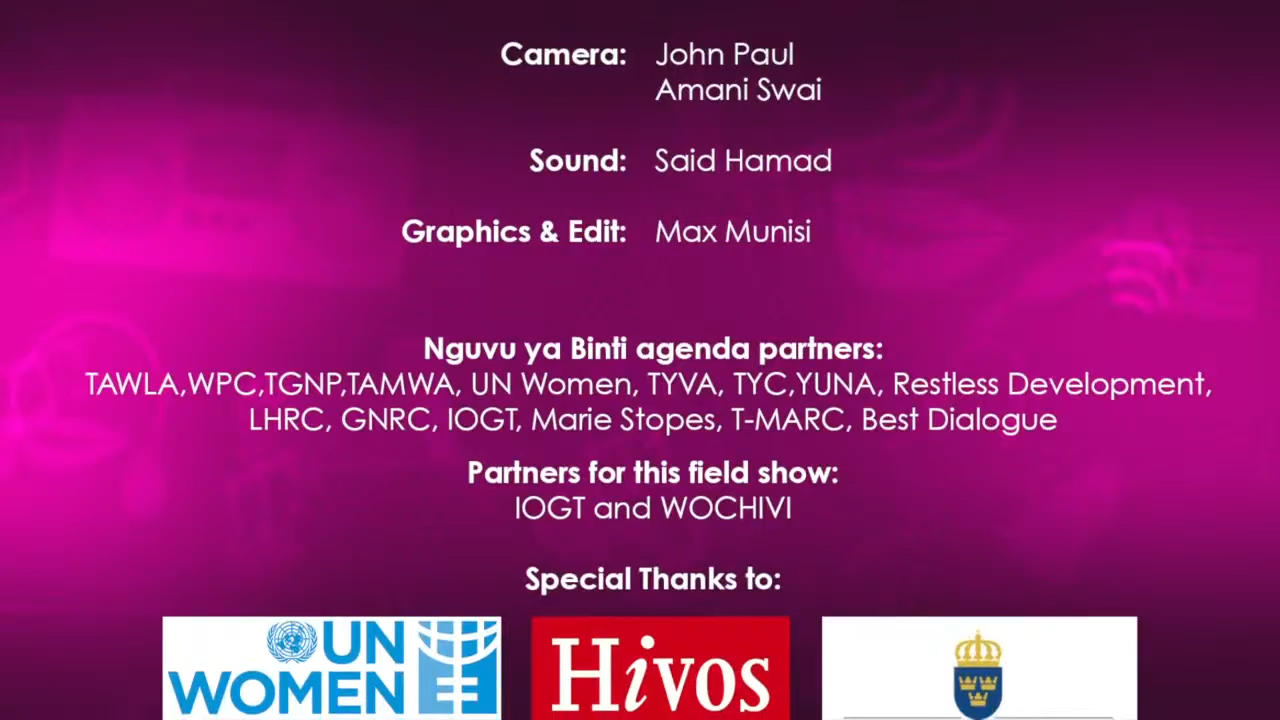 Camera: John Paul
Amani Swai
Sound: Said Hamad
Graphics & Edit: Max Munisi
Nguvu ya Binti agenda partners:
TAWLA,WPC,TGNP,TAMWA, UN Women, TYVA, TYC,YUNA, Restless Development,
LHRC, GNRC, IOGT, Marie Stopes, T-MARC, Best Dialogue
Partners for this field show:
IOGT and WOCHIVI
Special Thanks to:
UN
WOMEN
Hivos